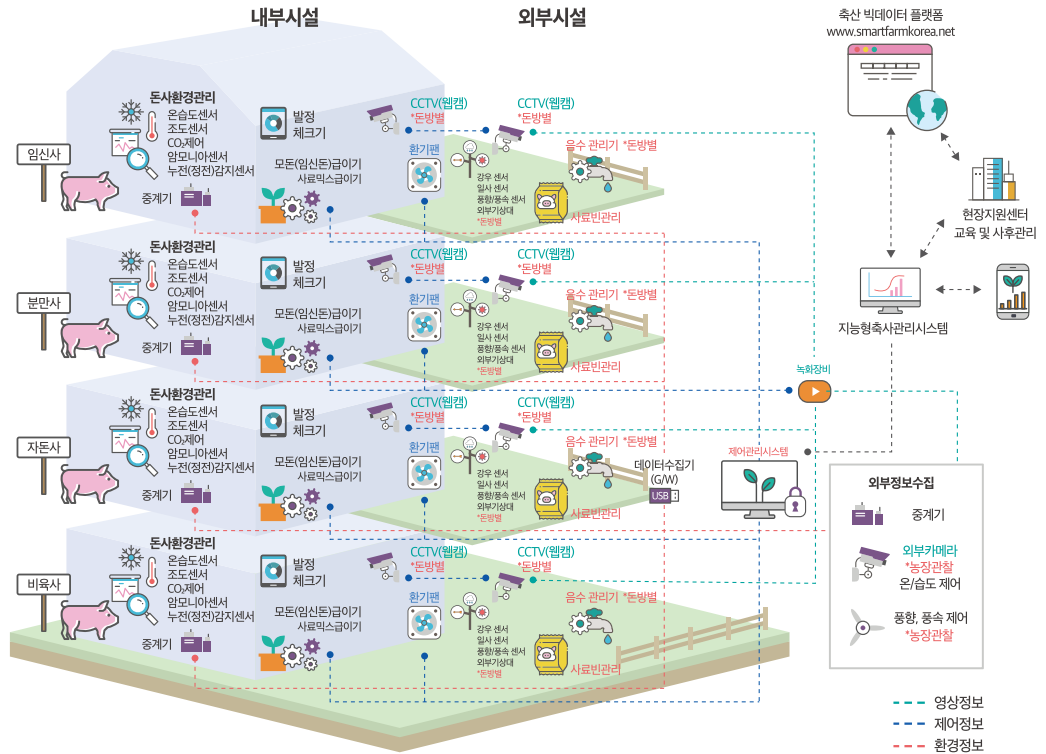 내부시설
외부시설
축산 빅데이터 플랫폼
www.smartfarmkorea.net
임신사
돈사환경관리
온습도센서
조도센서
CO₂제어
암모니아센서
누전(정전)감지센서
중계기
발정
체크기
모돈(임신돈)급이기
사료믹스급이기
CCTV(웹캠)
*돈방별
환기팬
CCTV(웹캠)
*돈방별
강우 센서
일사 센서
풍향/풍속 센서
외부기상대
*돈방별
음수 관리기 *돈방별
사료빈관리
분만사
돈사환경관리
온습도센서
조도센서
CO₂제어
암모니아센서
누전(정전)감지센서
중계기
발정
체크기
모돈(임신돈)급이기
사료믹스급이기
CCTV(웹캠)
*돈방별
환기팬
CCTV(웹캠)
*돈방별
강우 센서
일사 센서
풍향/풍속 센서
외부기상대
*돈방별
음수 관리기 *돈방별
사료빈관리
자돈사
돈사환경관리
온습도센서
조도센서
CO₂제어
암모니아센서
누전(정전)감지센서
중계기
발정
체크기
모돈(임신돈)급이기
사료믹스급이기
CCTV(웹캠)
*돈방별
환기팬
CCTV(웹캠)
*돈방별
강우 센서
일사 센서
풍향/풍속 센서
외부기상대
*돈방별
음수 관리기 *돈방별
사료빈관리
데이터수집기
(G/W)
USB
비육사
돈사환경관리
온습도센서
조도센서
CO₂제어
암모니아센서
누전(정전)감지센서
중계기
발정
체크기
모돈(임신돈)급이기
사료믹스급이기
CCTV(웹캠)
*돈방별
환기팬
CCTV(웹캠)
*돈방별
강우 센서
일사 센서
풍향/풍속 센서
외부기상대
*돈방별
음수 관리기 *돈방별
사료빈관리
현장지원센터
교육 및 사후관리
지능형축사관리시스템
녹화장비
제어관리시스템
외부정보수집
중계기
외부카메라
*농장관찰
온/습도 제어
풍향, 풍속 제어
*농장관찰
영상정보
제어정보
환경정보